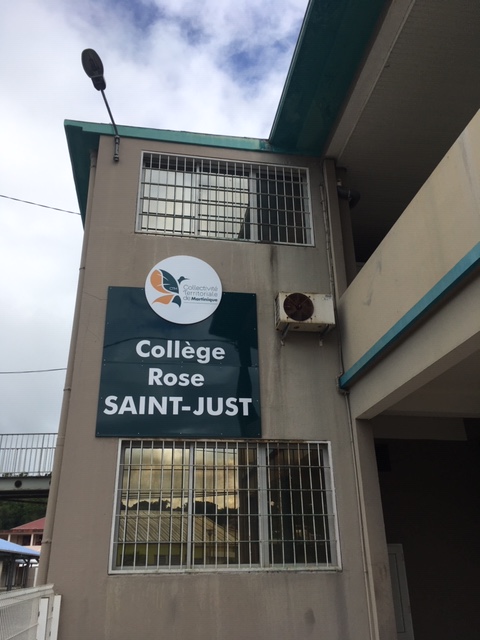 Collectivité
Territoriale
de Martinique
Collège
Rose
SAINT-JUST